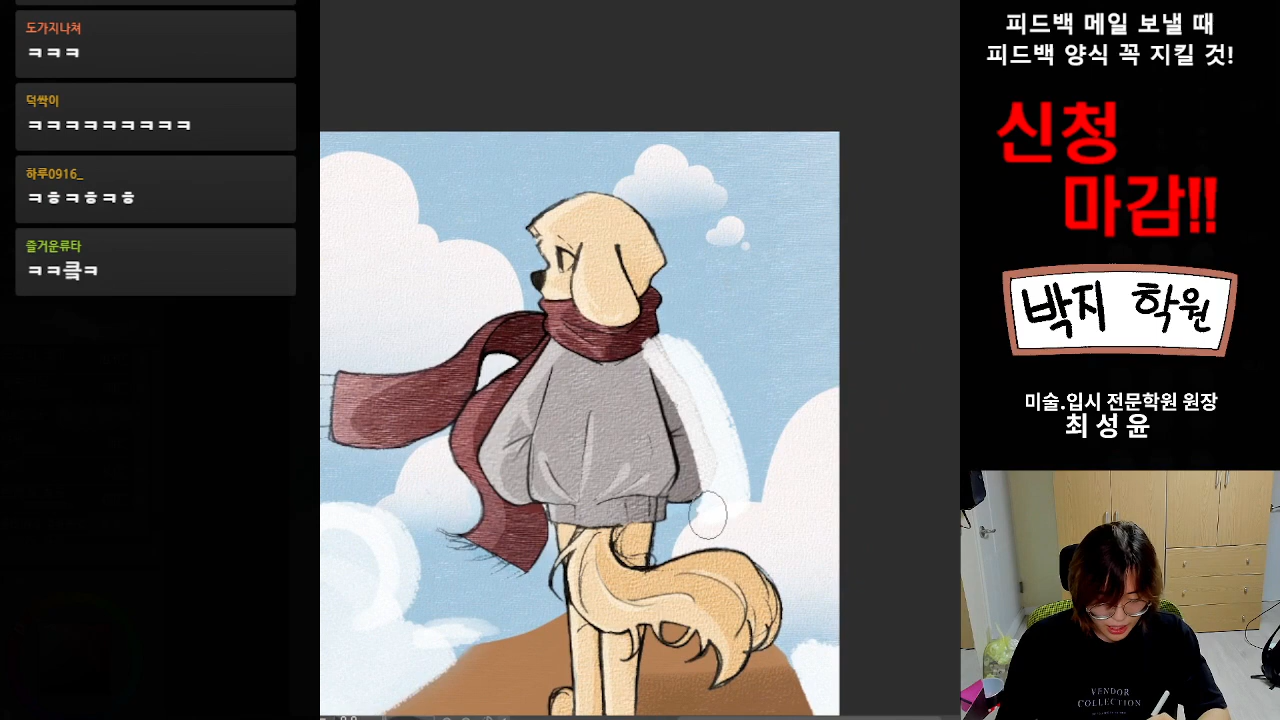 도가지나쳐
ㅋㅋㅋ
덕싹이
ㅋㅋㅋㅋㅋㅋㅋㅋㅋ
하루0916_
ㅋㅎㅋㅎㅋㅎ
즐거운류타
ㅋㅋ킄ㅋ
피드백 메일 보낼 때
피드백 양식 꼭 지킬 것!
신청
마감!!
박지 학원
미술.입시 전문학원 원장
최 성 윤
VENDOR
COLLECTION